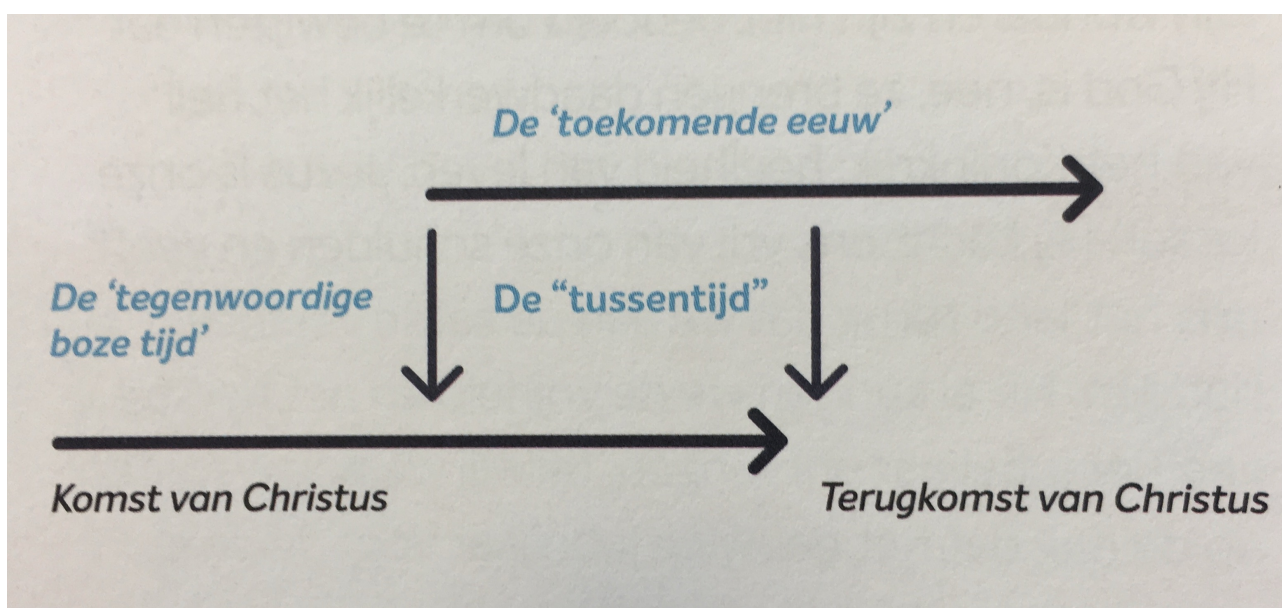 De ‘toekomende eeuw’
De ‘tegenwoordige
boze tijd’
De “tussentijd”
Komst van Christus
Terugkomst van Christus